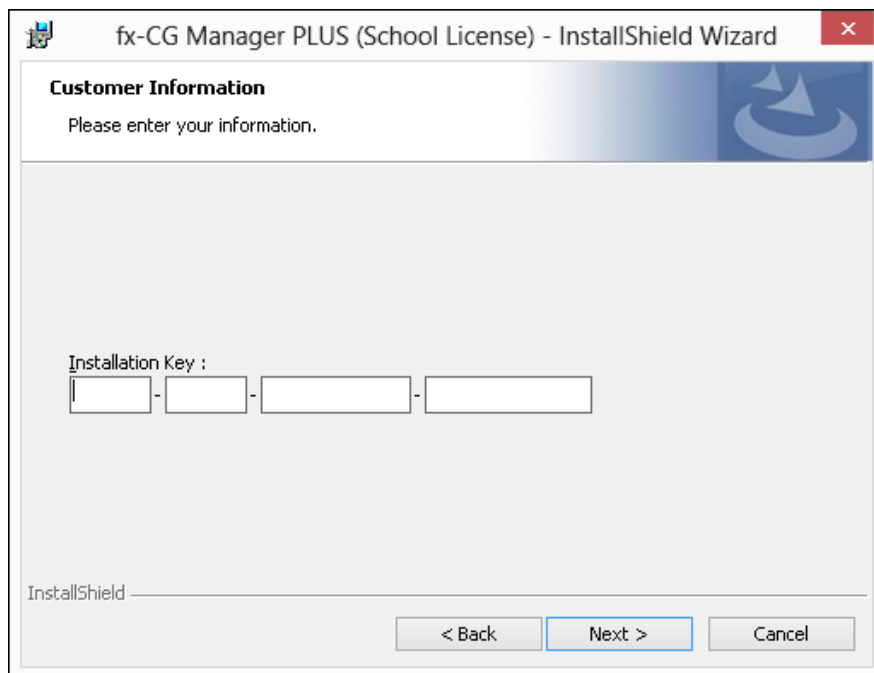 fx-CG Manager PLUS (School License) - InstallShield Wizard
Customer Information
Please enter your information.
Installation Key :
- - -
InstallShield
< Back Next > Cancel